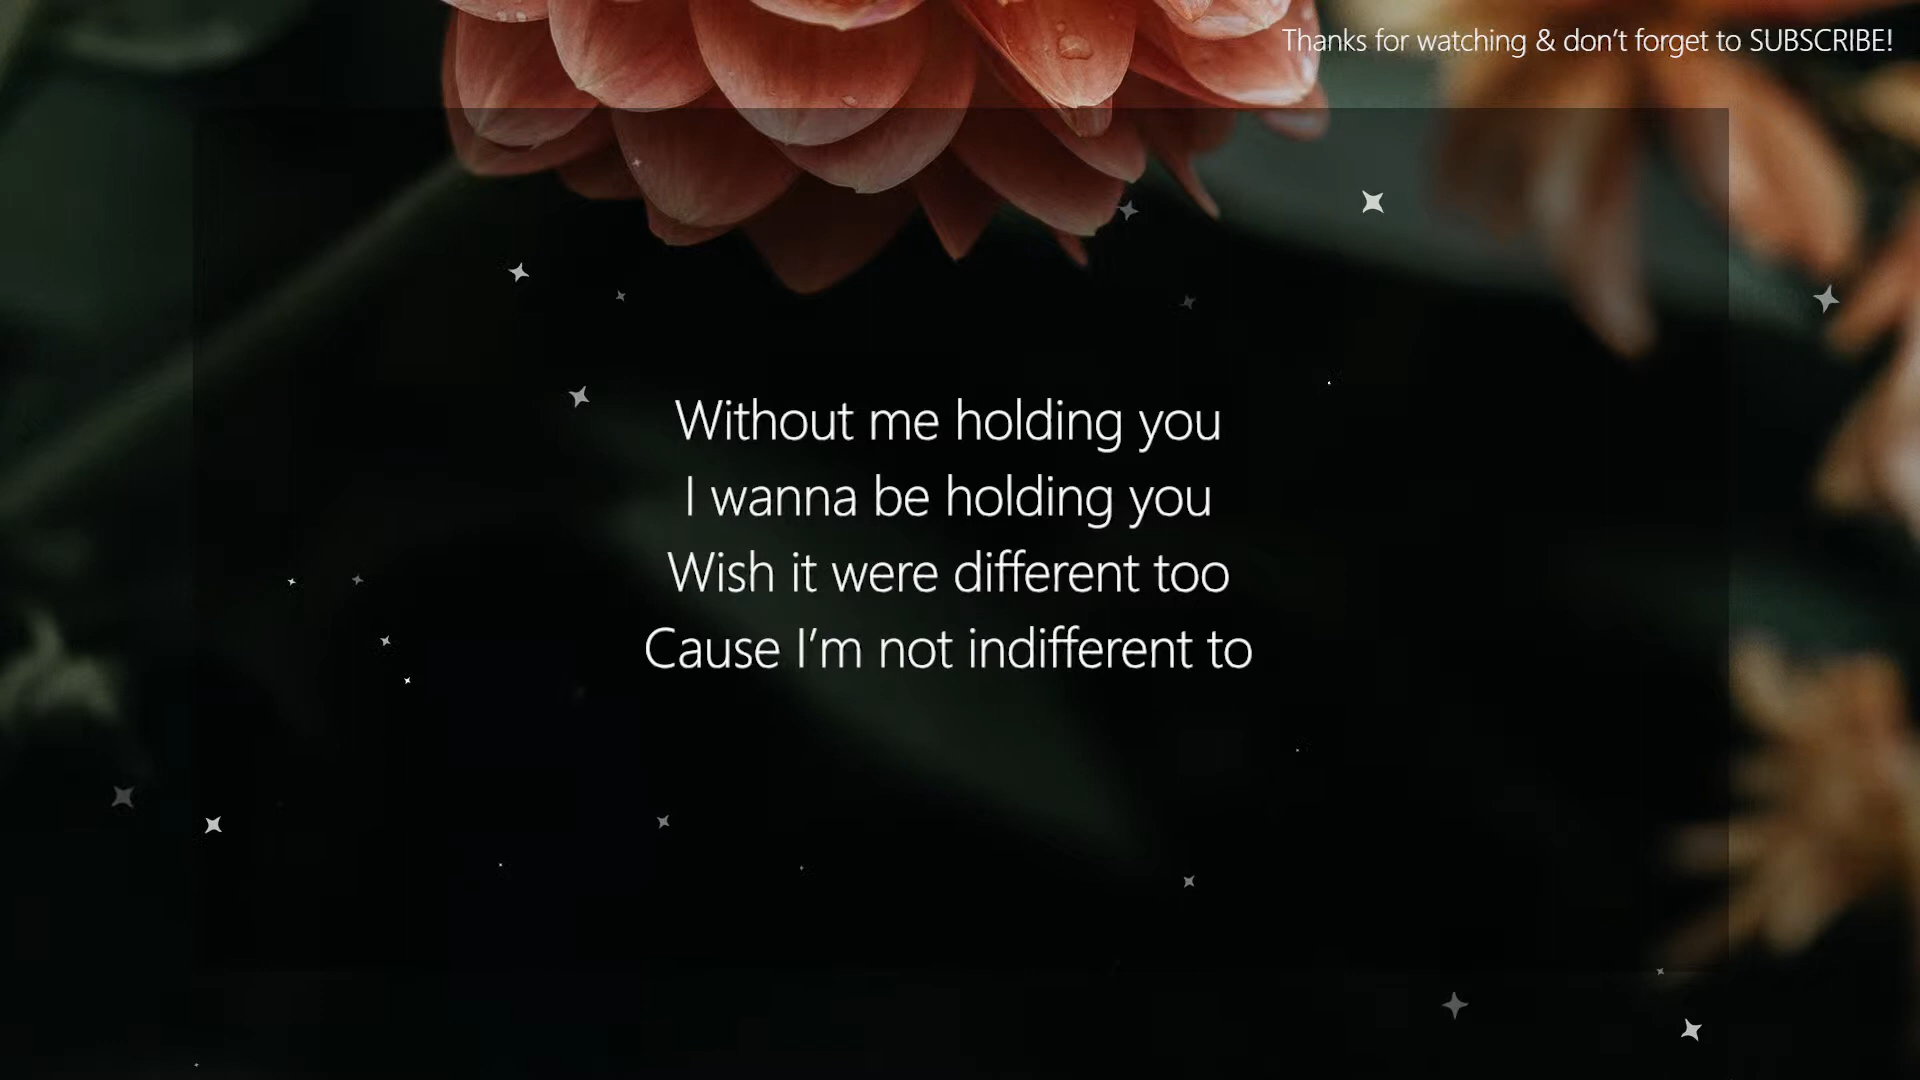 Thanks for watching & don't forget to SUBSCRIBE!
Without me holding you
I wanna be holding you
Wish it were different too
Cause I'm not indifferent to